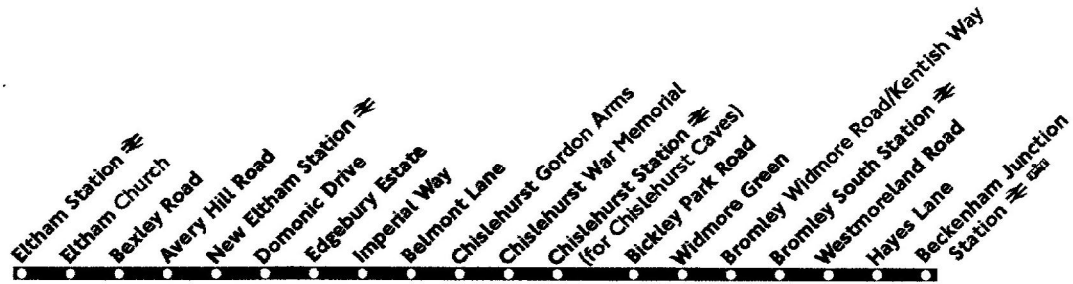 Eltham Station
Eltham Church
Bexley Road
Avery Hill Road
New Eltham Station
Domonic Drive
Edgebury Estate
Imperial Way
Belmont Lane
Chislehurst Gordon Arms
Chislehurst War Memorial
Chislehurst Station
(for Chislehurst Caves)
Bickley Park Road
Widmore Green
Bromley Widmore Road/Kentish Way
Bromley South Station
Westmoreland Road
Hayes Lane
Beckenham Junction
Station